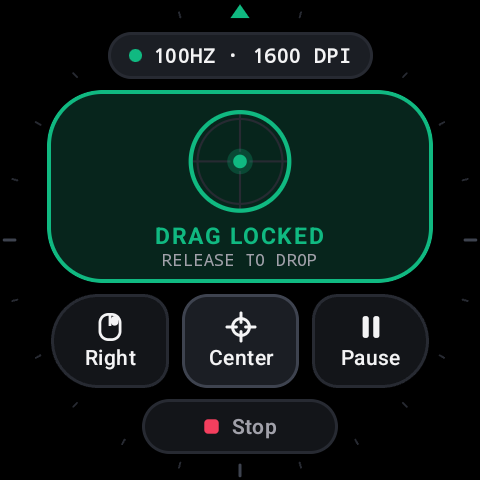 100HZ · 1600 DPI
DRAG LOCKED
RELEASE TO DROP
Right
Center
Pause
Stop